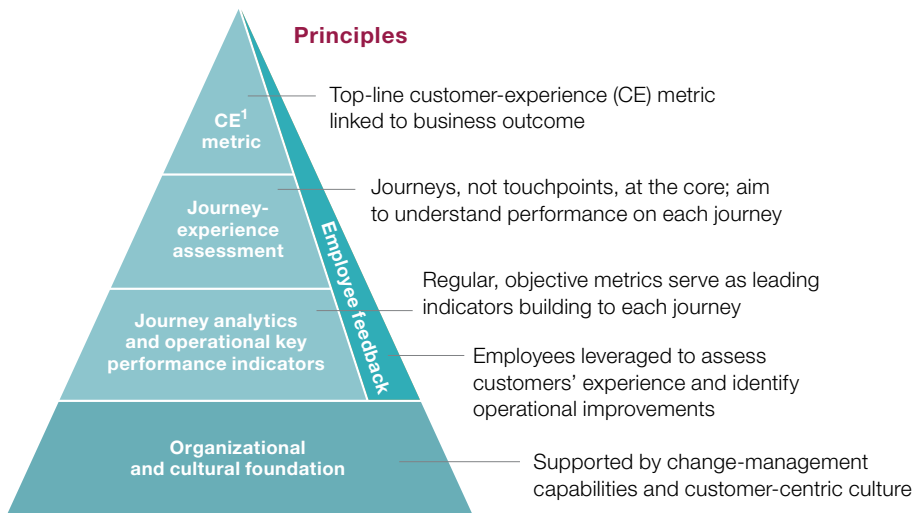 Principles
CE¹
metric
Top-line customer-experience (CE) metric
linked to business outcome
Journey-
experience
assessment
Journeys, not touchpoints, at the core; aim
to understand performance on each journey
Journey analytics
and operational key
performance indicators
Regular, objective metrics serve as leading
indicators building to each journey
Employee feedback
Employees leveraged to assess
customers’ experience and identify
operational improvements
Organizational
and cultural foundation
Supported by change-management
capabilities and customer-centric culture